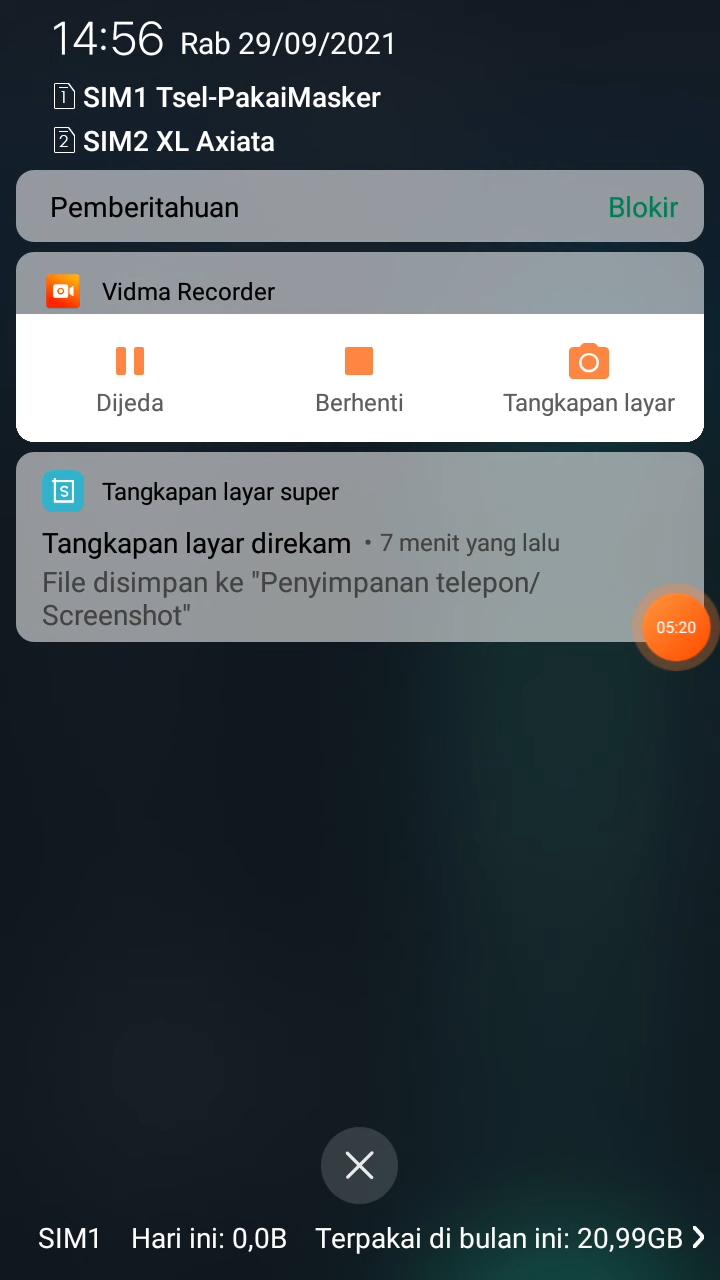 14:56 Rab 29/09/2021
1 SIM1 Tsel-PakaiMasker
2 SIM2 XL Axiata
Pemberitahuan Blokir
Vidma Recorder
Dijeda Berhenti Tangkapan layar
S Tangkapan layar super
Tangkapan layar direkam • 7 menit yang lalu
File disimpan ke "Penyimpanan telepon/
Screenshot"
05:20
SIM1 Hari ini: 0,0B Terpakai di bulan ini: 20,99GB